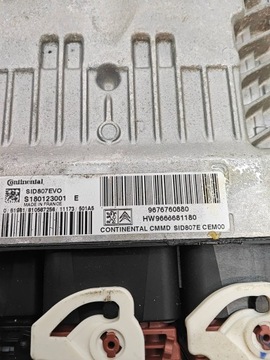 Continental
SID807EVO
S180123001 E
MADE IN FRANCE
9676760880
HW9666681180
CONTINENTAL CMMD SID807E CEM00